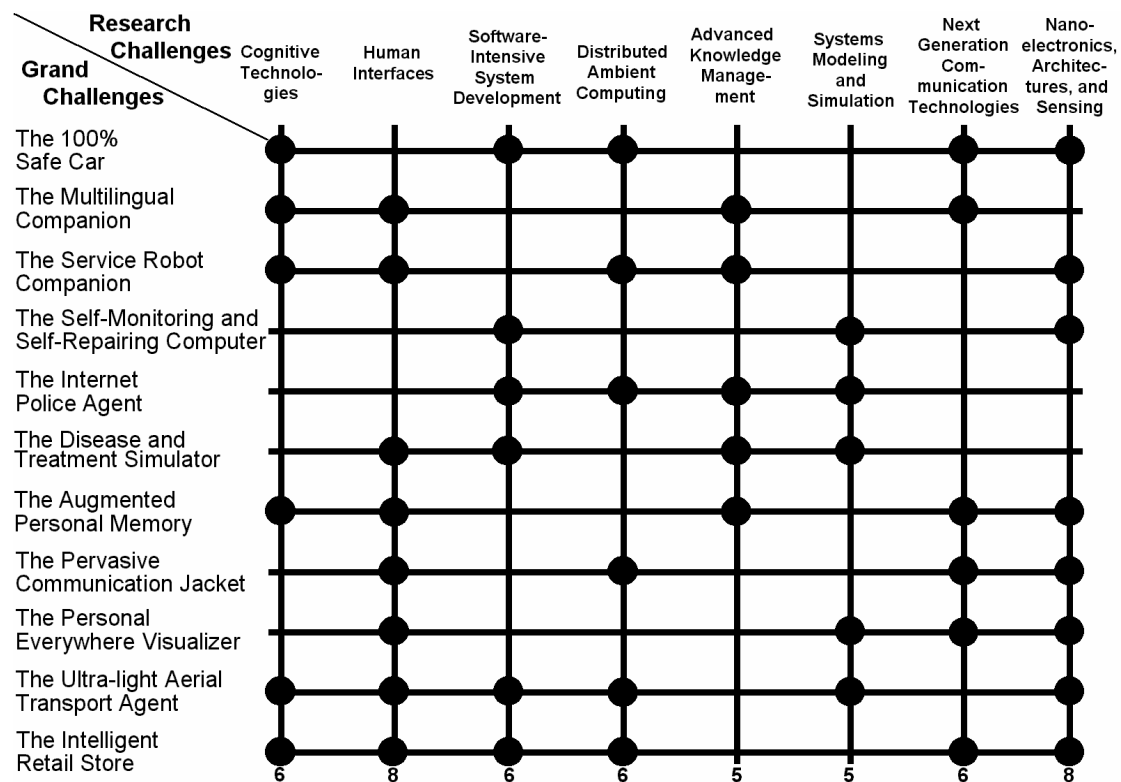 Research
Challenges
Grand
Challenges
Cognitive
Technolo-
gies
Human
Interfaces
Software-
Intensive
System
Development
Distributed
Ambient
Computing
Advanced
Knowledge
Manage-
ment
Systems
Modeling
and
Simulation
Next
Generation
Com-
munication
Technologies
Nano-
electronics,
Architec-
tures, and
Sensing
The 100%
Safe Car
The Multilingual
Companion
The Service Robot
Companion
The Self-Monitoring and
Self-Repairing Computer
The Internet
Police Agent
The Disease and
Treatment Simulator
The Augmented
Personal Memory
The Pervasive
Communication Jacket
The Personal
Everywhere Visualizer
The Ultra-light Aerial
Transport Agent
The Intelligent
Retail Store
6 8 6 6 5 5 6 8